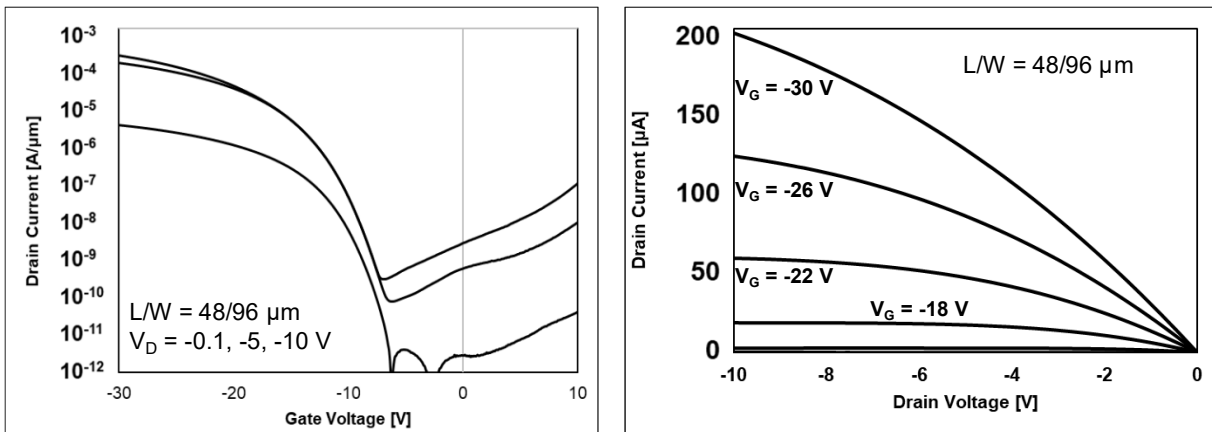 10⁻³
10⁻⁴
10⁻⁵
10⁻⁶
10⁻⁷
10⁻⁸
10⁻⁹
10⁻¹⁰
10⁻¹¹
10⁻¹²
Drain Current [A/µm]
L/W = 48/96 µm
V_D = -0.1, -5, -10 V
-30
-20
-10
0
10
Gate Voltage [V]
200
150
100
50
0
Drain Current [µA]
L/W = 48/96 µm
V_G = -30 V
V_G = -26 V
V_G = -22 V
V_G = -18 V
-10
-8
-6
-4
-2
0
Drain Voltage [V]